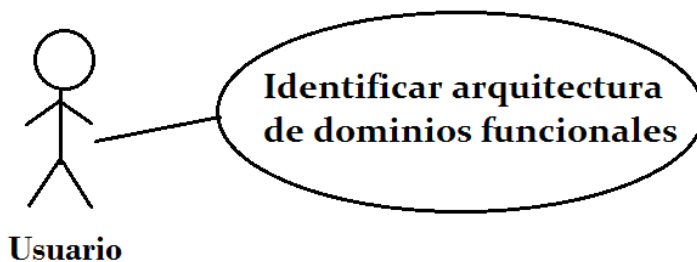 Identificar arquitectura
de dominios funcionales
Usuario